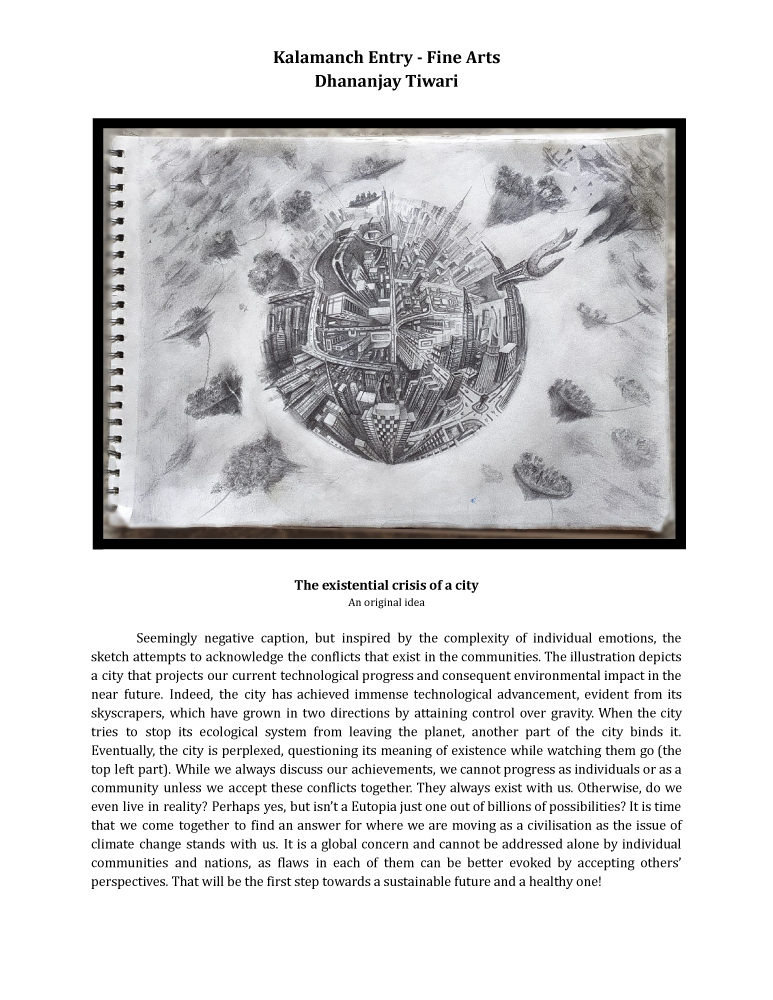 Kalamanch Entry - Fine Arts
Dhananjay Tiwari
The existential crisis of a city
An original idea
Seemingly negative caption, but inspired by the complexity of individual emotions, the
sketch attempts to acknowledge the conflicts that exist in the communities. The illustration depicts
a city that projects our current technological progress and consequent environmental impact in the
near future. Indeed, the city has achieved immense technological advancement, evident from its
skyscrapers, which have grown in two directions by attaining control over gravity. When the city
tries to stop its ecological system from leaving the planet, another part of the city binds it.
Eventually, the city is perplexed, questioning its meaning of existence while watching them go (the
top left part). While we always discuss our achievements, we cannot progress as individuals or as a
community unless we accept these conflicts together. They always exist with us. Otherwise, do we
even live in reality? Perhaps yes, but isn't a Eutopia just one out of billions of possibilities? It is time
that we come together to find an answer for where we are moving as a civilisation as the issue of
climate change stands with us. It is a global concern and cannot be addressed alone by individual
communities and nations, as flaws in each of them can be better evoked by accepting others'
perspectives. That will be the first step towards a sustainable future and a healthy one!